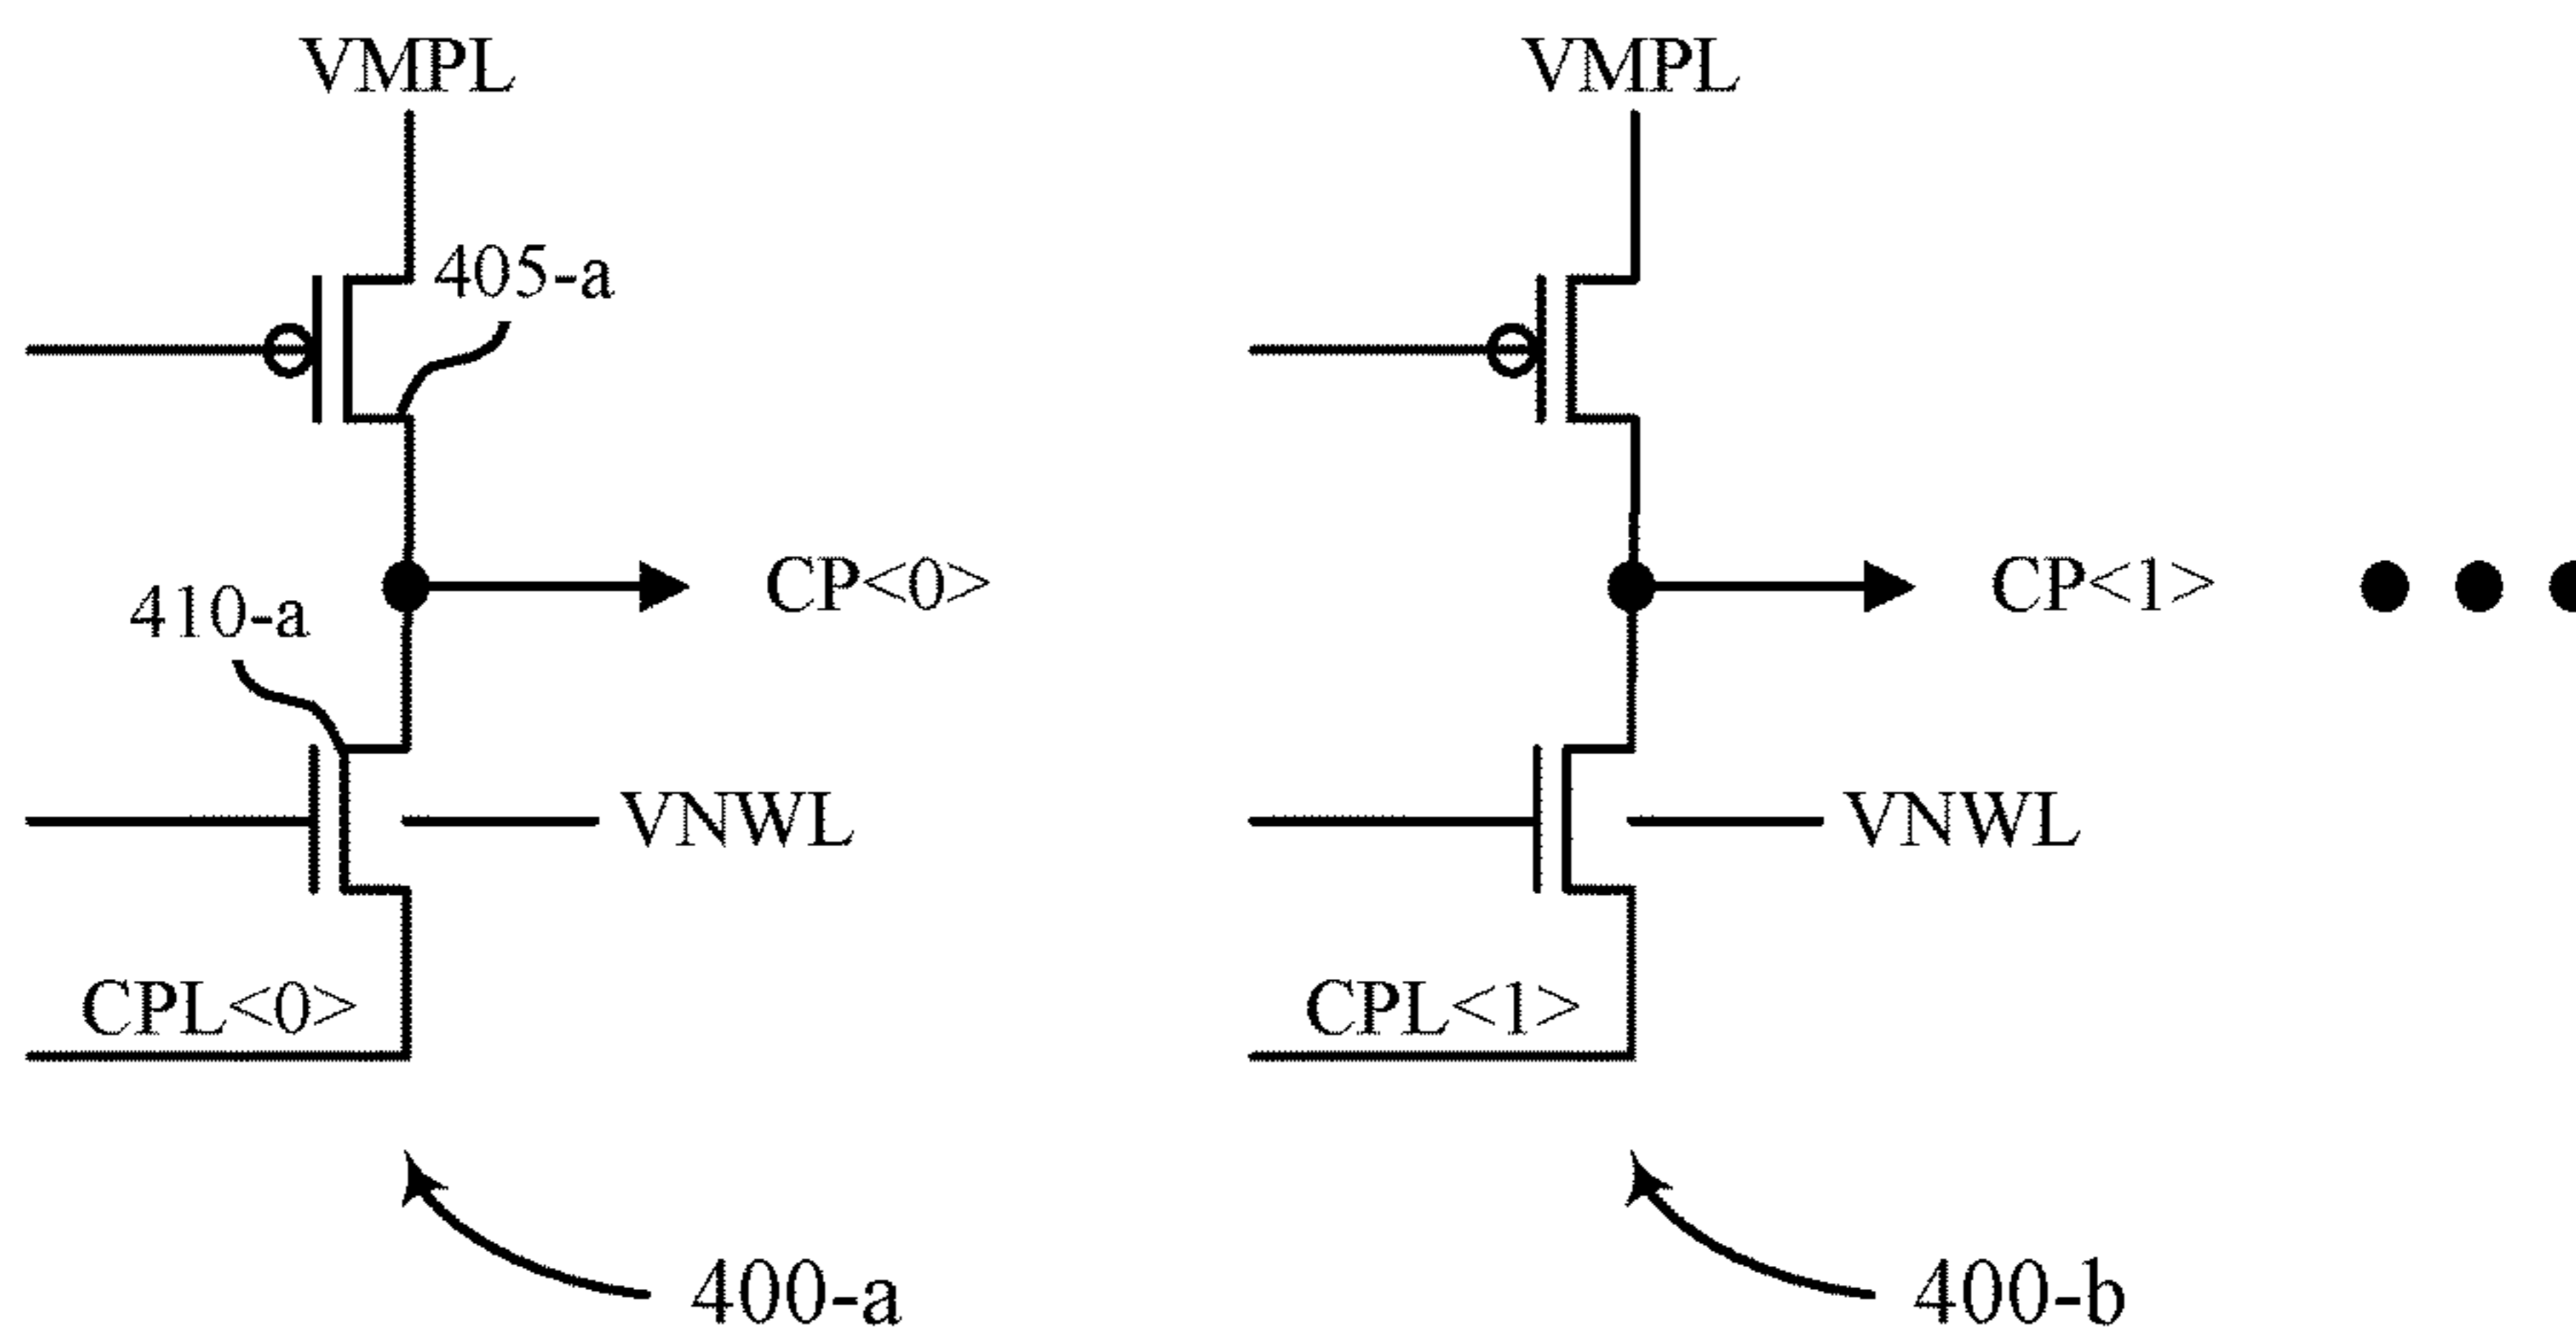 VMPL
405-a
CP<0>
410-a
VNWL
CPL<0>
400-a
VMPL
CP<1>
VNWL
CPL<1>
400-b